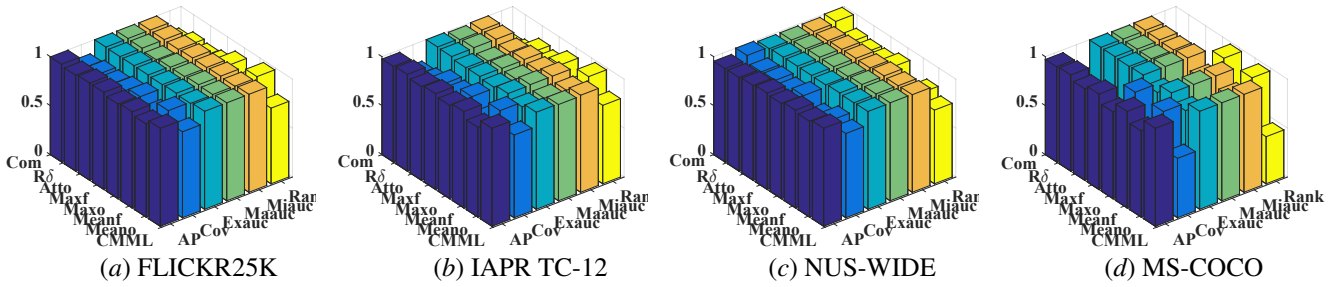 1
0.5
0
Com
Rδ
Atto
Maxf
Maxo
Meanf
Meano
CMML
AP
Cov
Exauc
Maauc
Miauc
Rank
(a) FLICKR25K
1
0.5
0
Com
Rδ
Atto
Maxf
Maxo
Meanf
Meano
CMML
AP
Cov
Exauc
Maauc
Miauc
Rank
(b) IAPR TC-12
1
0.5
0
Com
Rδ
Atto
Maxf
Maxo
Meanf
Meano
CMML
AP
Cov
Exauc
Maauc
Miauc
Rank
(c) NUS-WIDE
1
0.5
0
Com
Rδ
Atto
Maxf
Maxo
Meanf
Meano
CMML
AP
Cov
Exauc
Maauc
Miauc
Rank
(d) MS-COCO